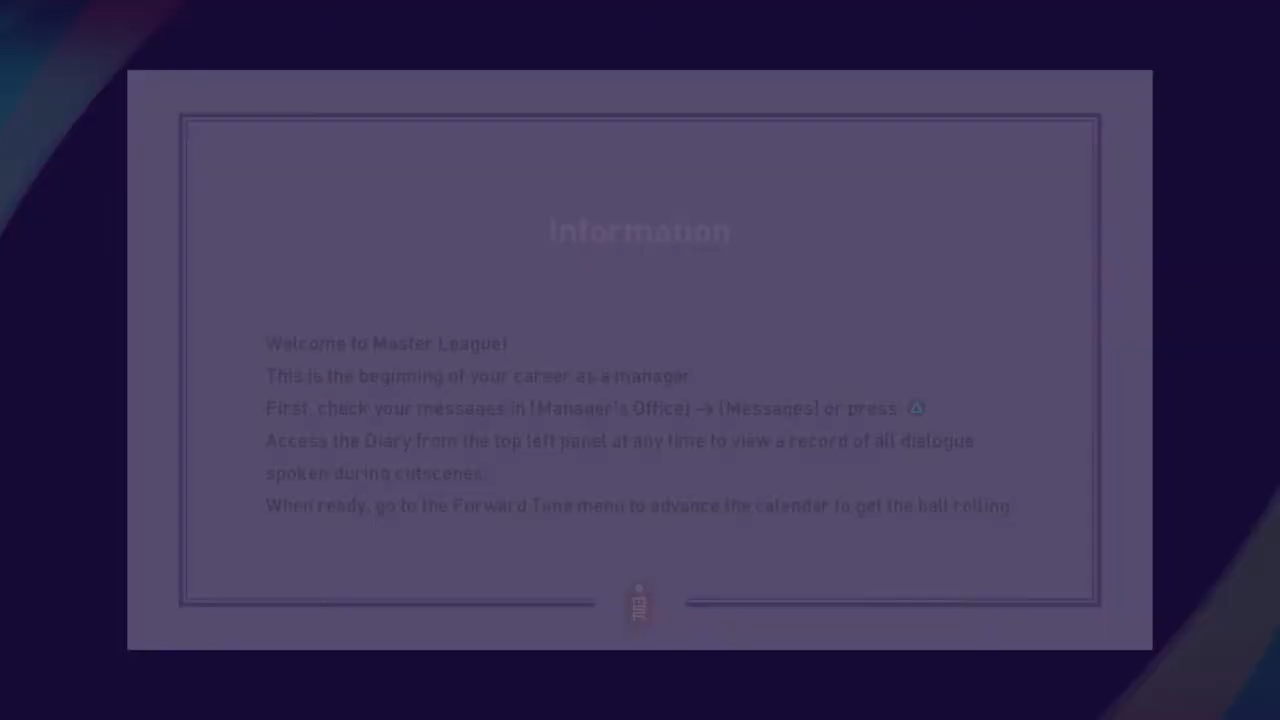 Information
Welcome to Master League!
This is the beginning of your career as a manager.
First, check your messages in [Manager's Office] → [Messages] or press
Access the Diary from the top left panel at any time to view a record of all dialogue
spoken during cutscenes.
When ready, go to the Forward Time menu to advance the calendar to get the ball rolling.